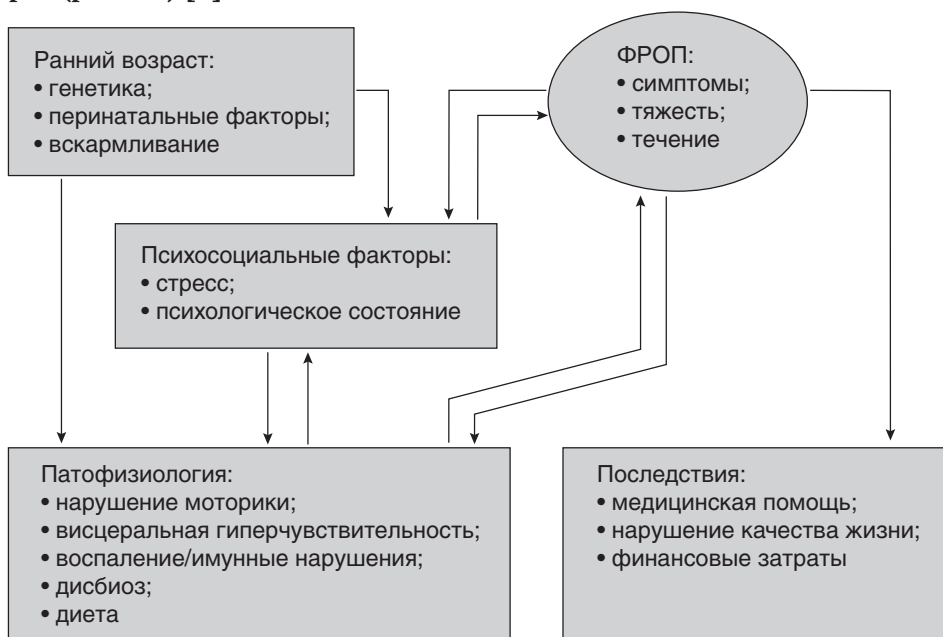 Ранний возраст:
• генетика;
• перинатальные факторы;
• вскармливание
ФРОП:
• симптомы;
• тяжесть;
• течение
Психосоциальные факторы:
• стресс;
• психологическое состояние
Патофизиология:
• нарушение моторики;
• висцеральная гиперчувствительность;
• воспаление/имунные нарушения;
• дисбиоз;
• диета
Последствия:
• медицинская помощь;
• нарушение качества жизни;
• финансовые затраты